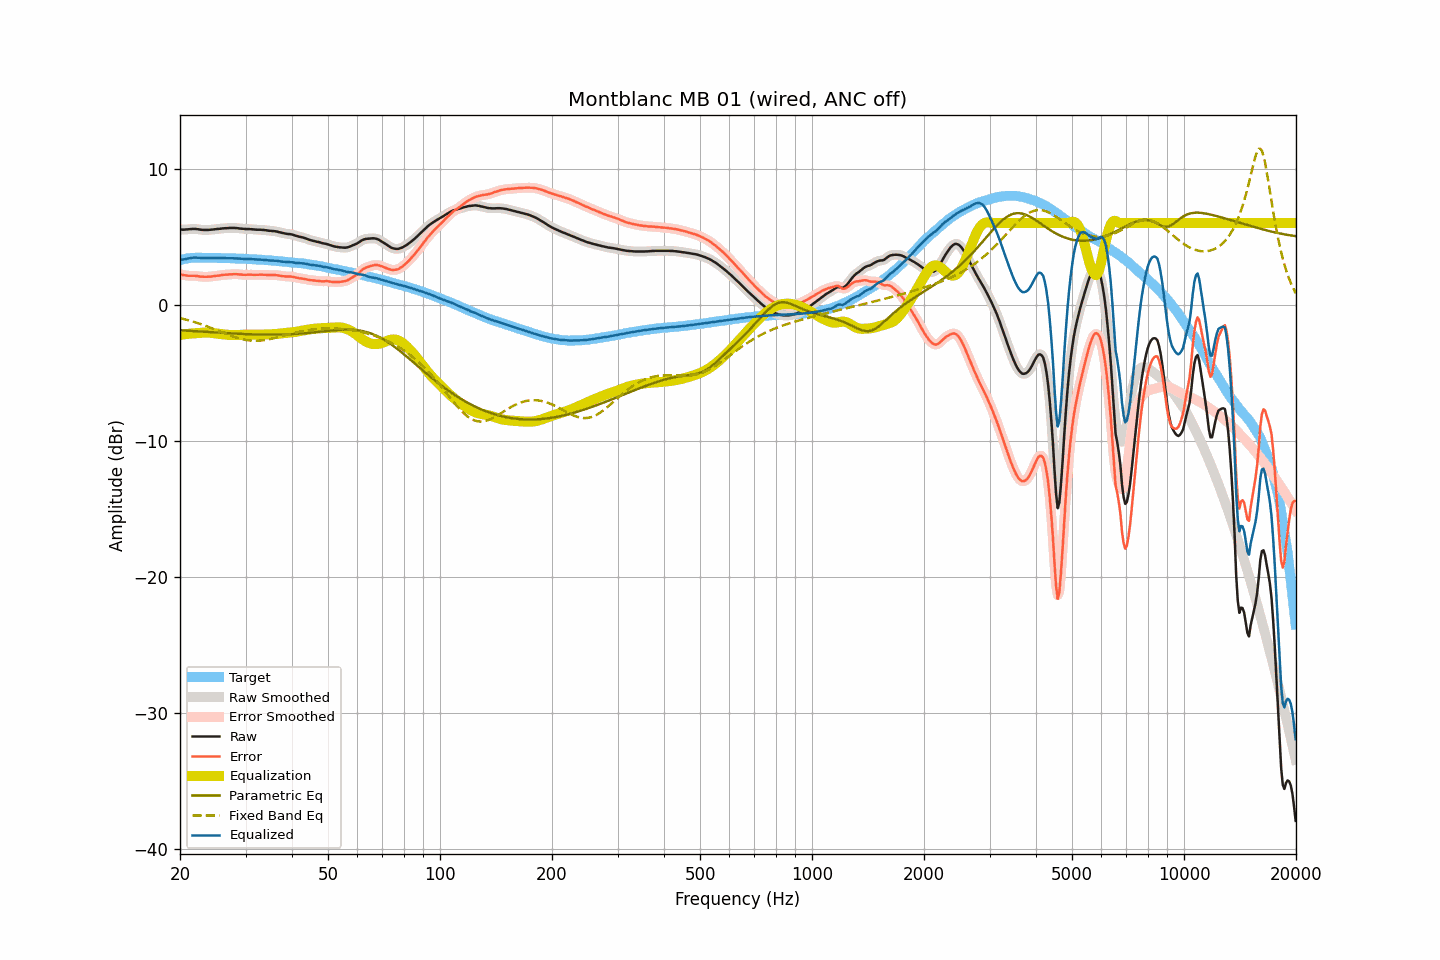 Montblanc MB 01 (wired, ANC off)
10
0
−10
−20
−30
−40
Amplitude (dBr)
Target
Raw Smoothed
Error Smoothed
Raw
Error
Equalization
Parametric Eq
Fixed Band Eq
Equalized
20 50 100 200 500 1000 2000 5000 10000 20000
Frequency (Hz)